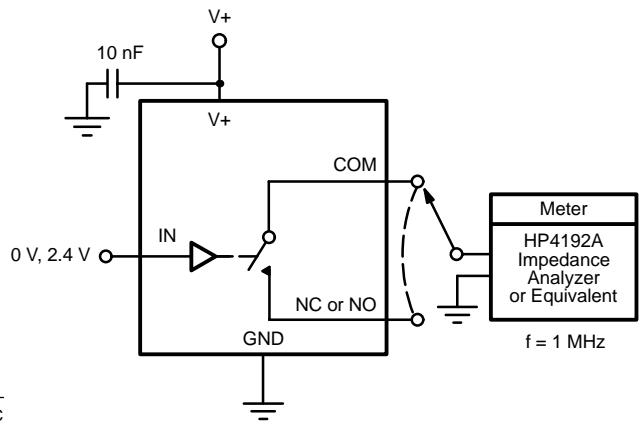 V+
10 nF
V+
COM
Meter
HP4192A
Impedance
Analyzer
or Equivalent
IN
0 V, 2.4 V
NC or NO
GND
f = 1 MHz